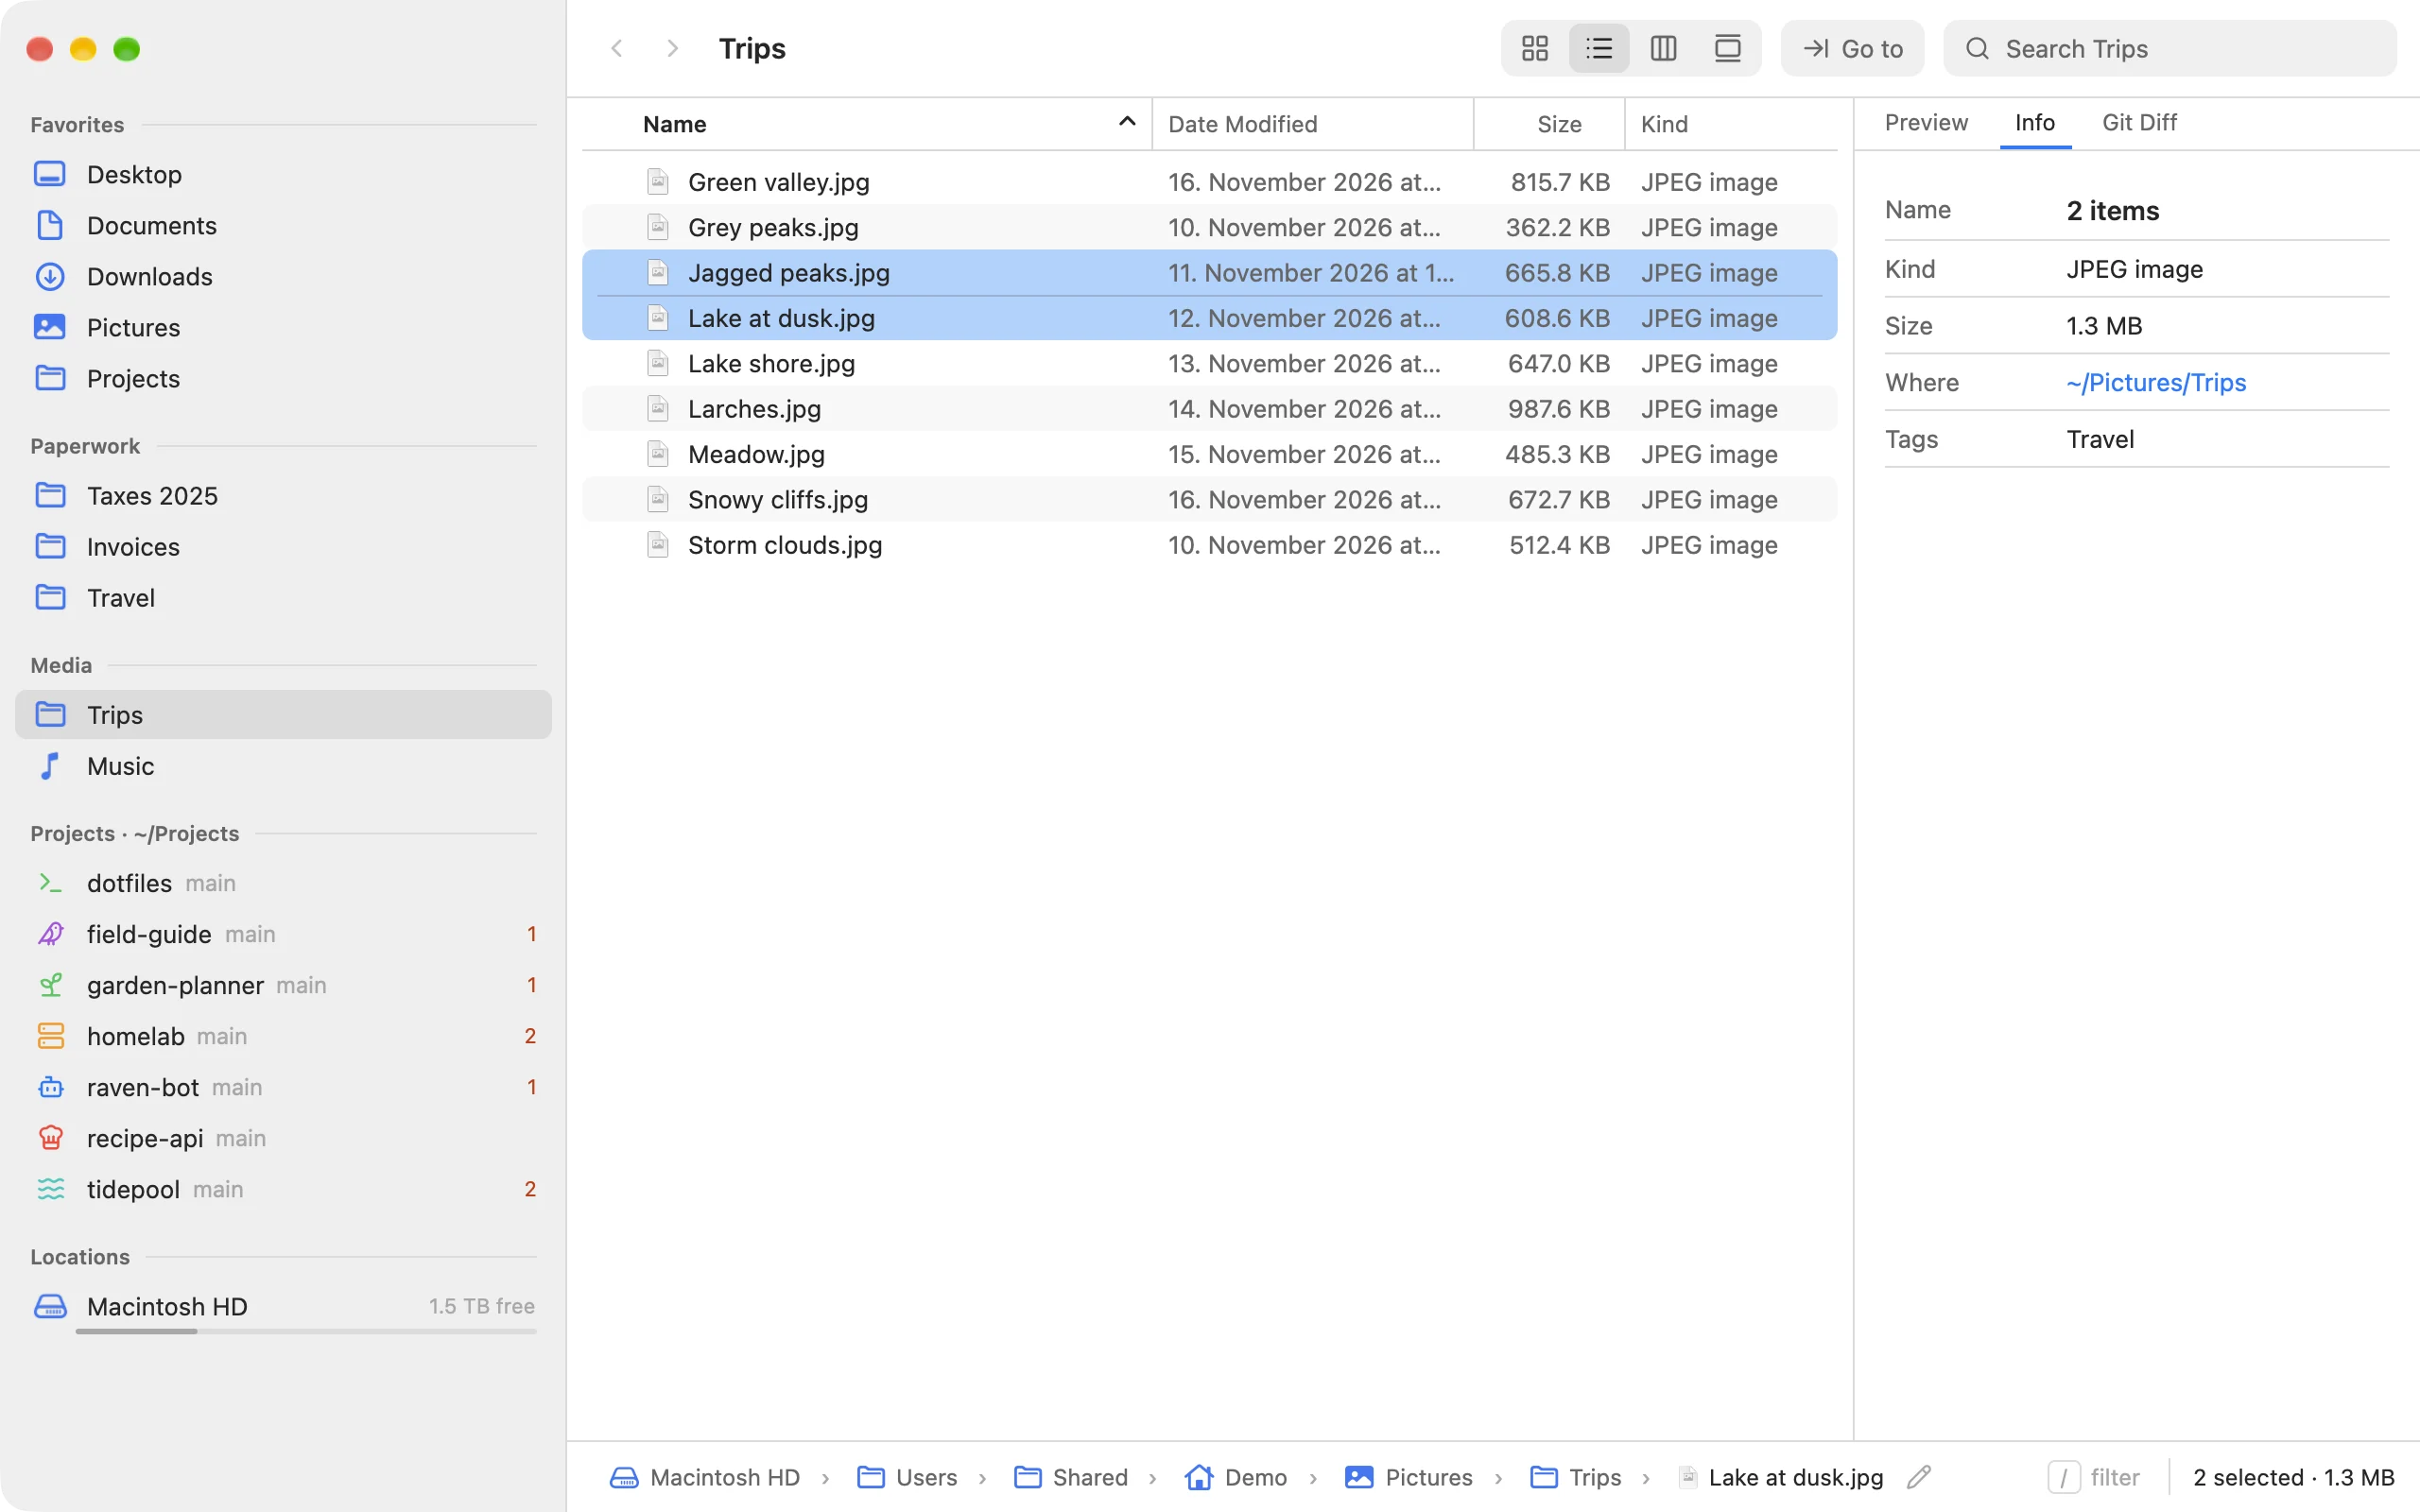 Trips
Go to
Search Trips
Favorites
Desktop
Documents
Downloads
Pictures
Projects
Paperwork
Taxes 2025
Invoices
Travel
Media
Trips
Music
Projects · ~/Projects
dotfiles main
field-guide main 1
garden-planner main 1
homelab main 2
raven-bot main 1
recipe-api main
tidepool main 2
Locations
Macintosh HD 1.5 TB free
Name Date Modified Size Kind
Green valley.jpg 16. November 2026 at... 815.7 KB JPEG image
Grey peaks.jpg 10. November 2026 at... 362.2 KB JPEG image
Jagged peaks.jpg 11. November 2026 at 1... 665.8 KB JPEG image
Lake at dusk.jpg 12. November 2026 at... 608.6 KB JPEG image
Lake shore.jpg 13. November 2026 at... 647.0 KB JPEG image
Larches.jpg 14. November 2026 at... 987.6 KB JPEG image
Meadow.jpg 15. November 2026 at... 485.3 KB JPEG image
Snowy cliffs.jpg 16. November 2026 at... 672.7 KB JPEG image
Storm clouds.jpg 10. November 2026 at... 512.4 KB JPEG image
Preview Info Git Diff
Name 2 items
Kind JPEG image
Size 1.3 MB
Where ~/Pictures/Trips
Tags Travel
Macintosh HD › Users › Shared › Demo › Pictures › Trips › Lake at dusk.jpg
/ filter
2 selected · 1.3 MB